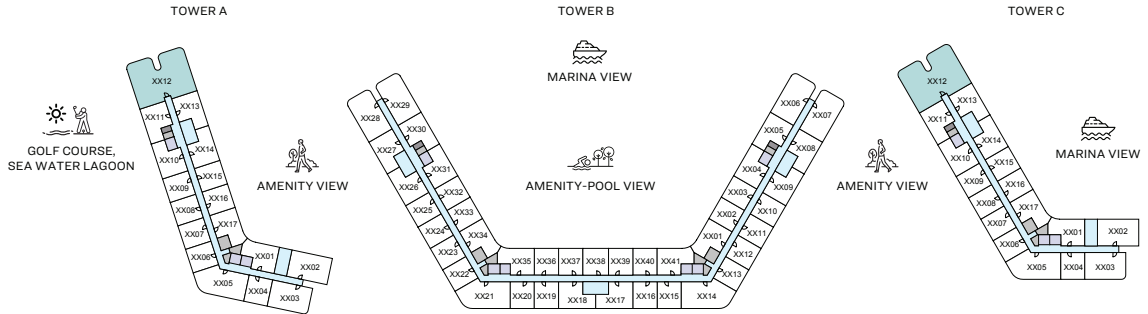 TOWER A
TOWER B
TOWER C
MARINA VIEW
GOLF COURSE,
SEA WATER LAGOON
AMENITY VIEW
AMENITY-POOL VIEW
AMENITY VIEW
MARINA VIEW
XX12
XX13
XX11
XX14
XX10
XX15
XX09
XX16
XX08
XX17
XX07
XX06
XX01
XX02
XX05
XX04
XX03
XX29
XX28
XX30
XX27
XX31
XX26
XX32
XX25
XX33
XX24
XX34
XX23
XX22
XX21
XX35
XX36
XX37
XX38
XX39
XX40
XX41
XX20
XX19
XX18
XX17
XX16
XX15
XX14
XX06
XX07
XX05
XX08
XX04
XX09
XX03
XX10
XX02
XX11
XX01
XX12
XX13
XX12
XX13
XX11
XX14
XX10
XX15
XX09
XX16
XX08
XX17
XX07
XX06
XX01
XX02
XX05
XX04
XX03